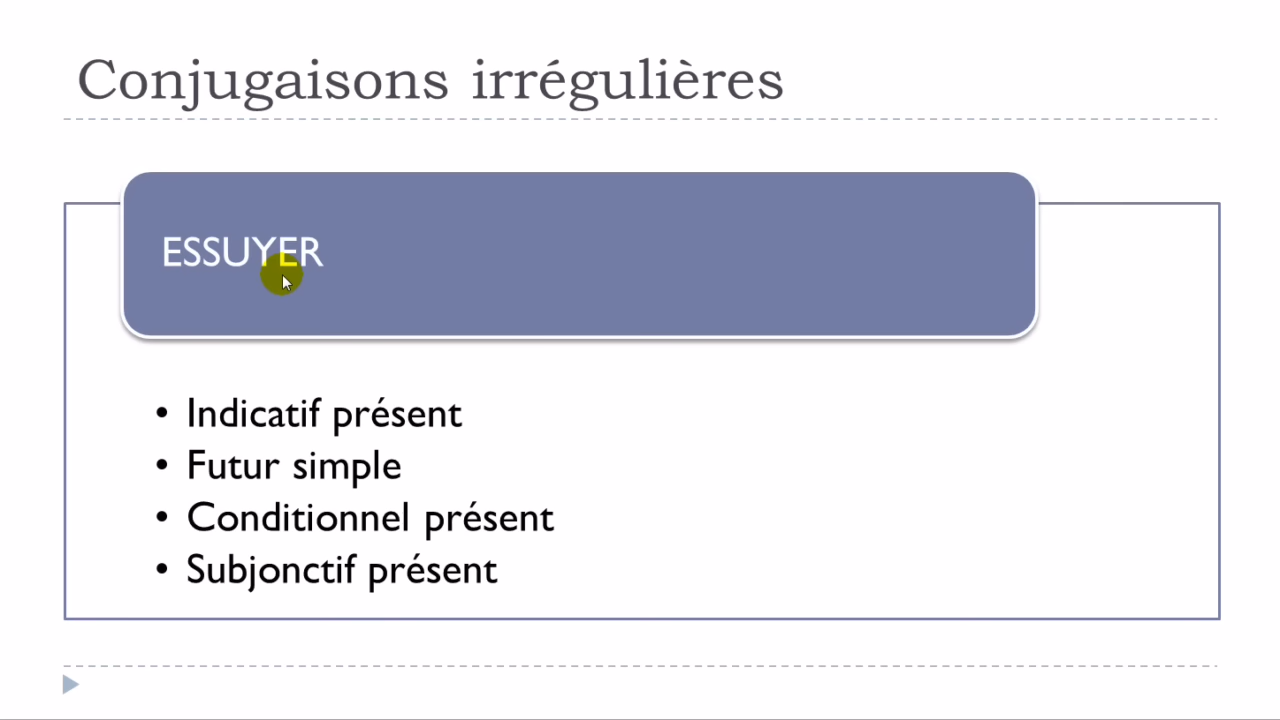 Conjugaisons irrégulières
ESSUYER
• Indicatif présent
• Futur simple
• Conditionnel présent
• Subjonctif présent